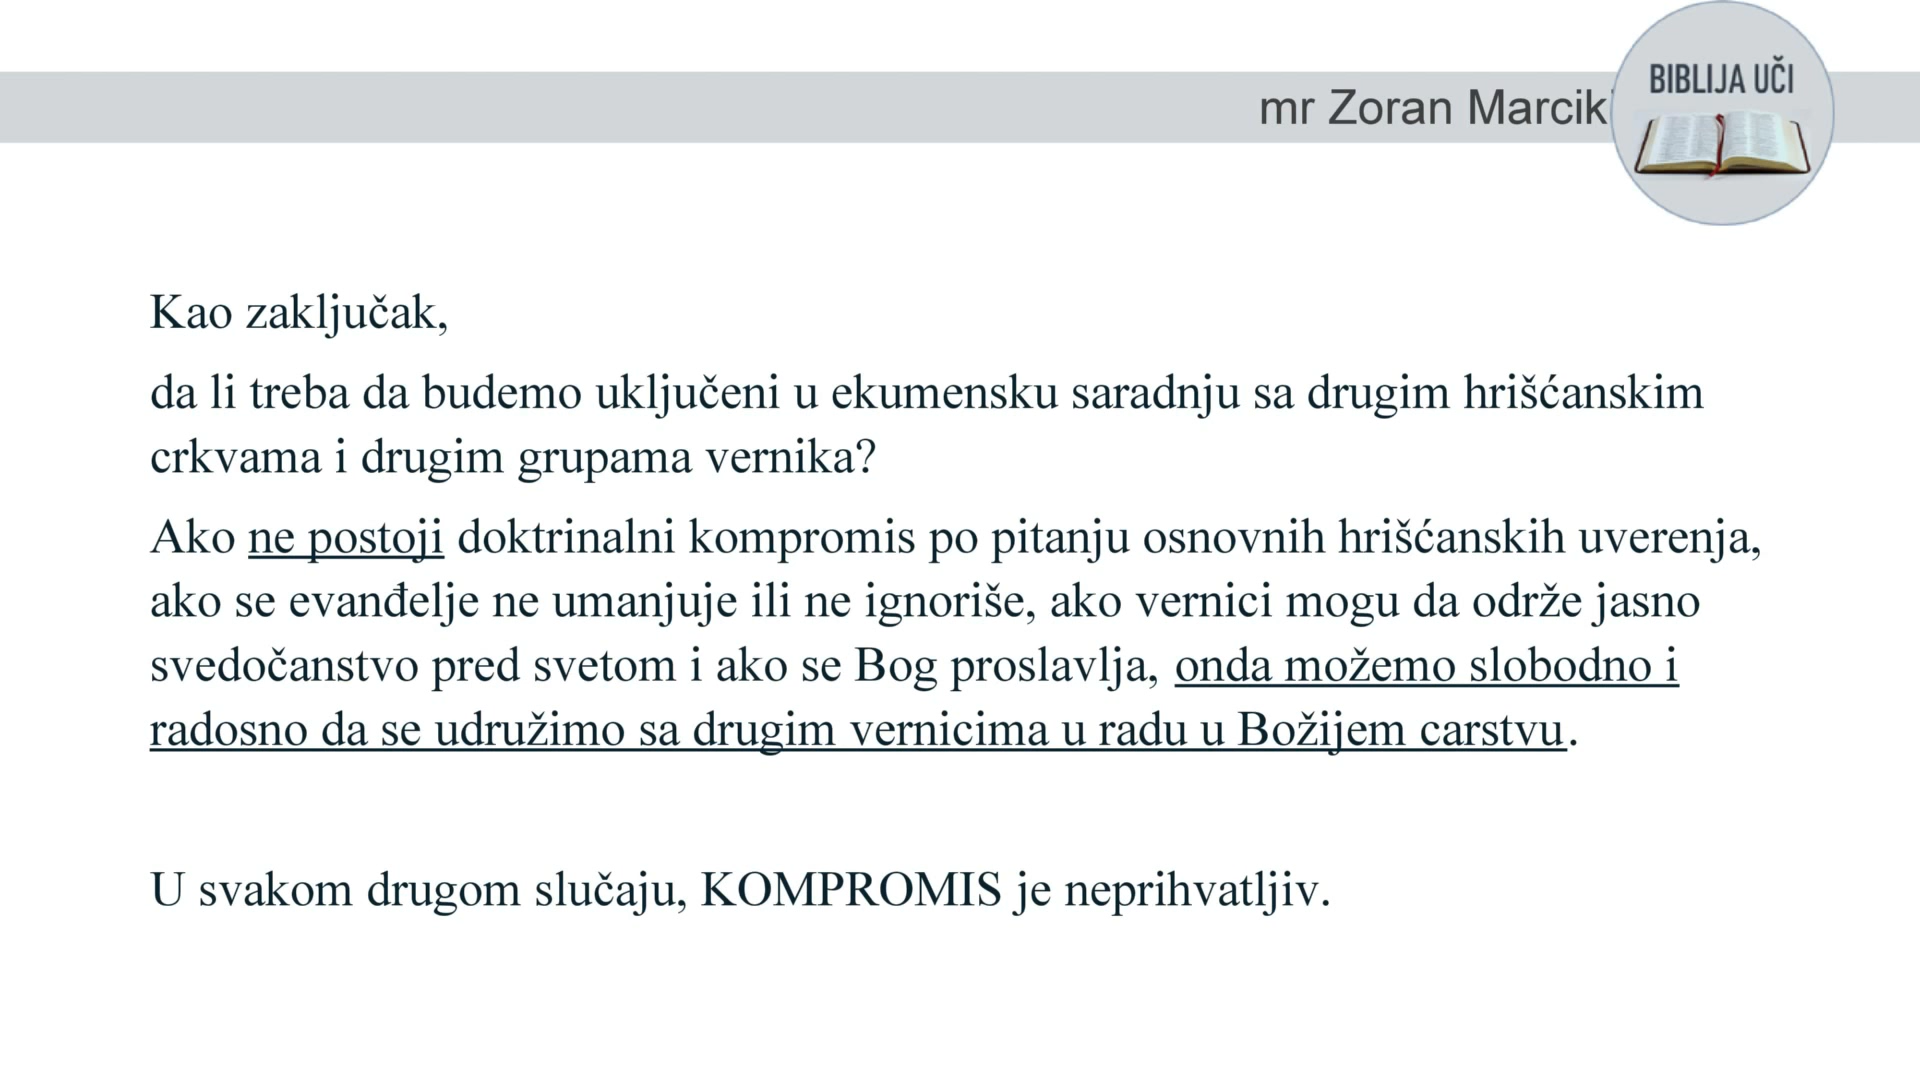 mr Zoran Marcik
BIBLIJA UČI
Kao zaključak,
da li treba da budemo uključeni u ekumensku saradnju sa drugim hrišćanskim
crkvama i drugim grupama vernika?
Ako ne postoji doktrinalni kompromis po pitanju osnovnih hrišćanskih uverenja,
ako se evanđelje ne umanjuje ili ne ignoriše, ako vernici mogu da održe jasno
svedočanstvo pred svetom i ako se Bog proslavlja, onda možemo slobodno i
radosno da se udružimo sa drugim vernicima u radu u Božijem carstvu.
U svakom drugom slučaju, KOMPROMIS je neprihvatljiv.